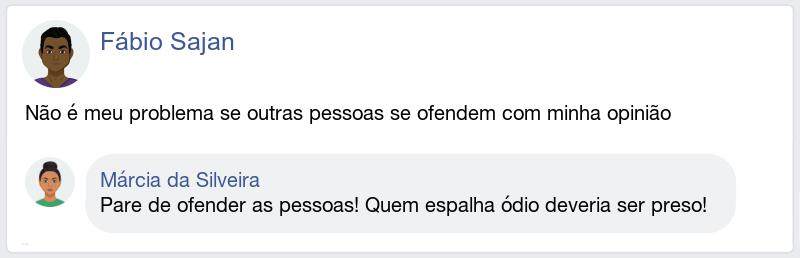 Fábio Sajan
Não é meu problema se outras pessoas se ofendem com minha opinião
Márcia da Silveira
Pare de ofender as pessoas! Quem espalha ódio deveria ser preso!